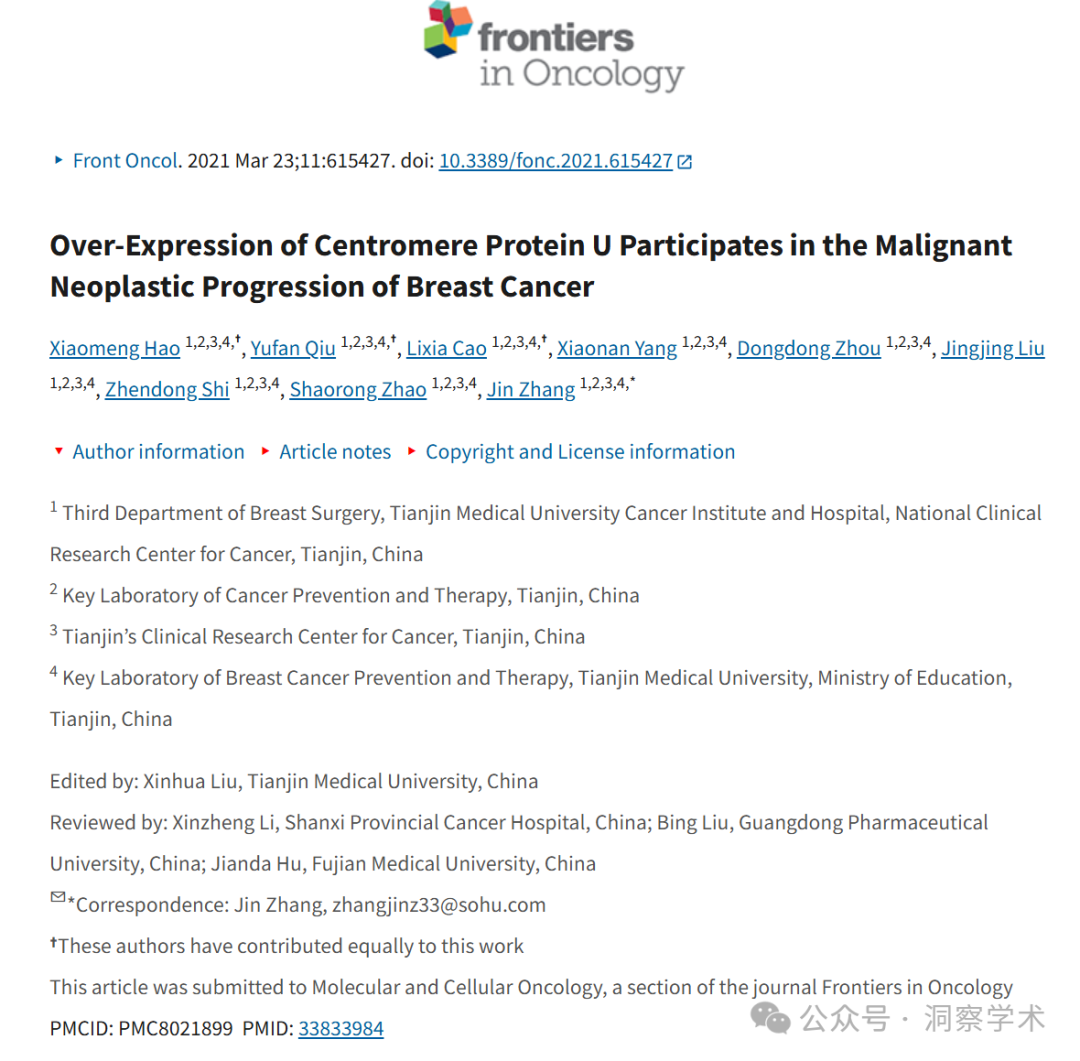 frontiers
in Oncology
Front Oncol. 2021 Mar 23;11:615427. doi: 10.3389/fonc.2021.615427
Over-Expression of Centromere Protein U Participates in the Malignant
Neoplastic Progression of Breast Cancer
Xiaomeng Hao 1,2,3,4,†, Yufan Qiu 1,2,3,4,†, Lixia Cao 1,2,3,4,†, Xiaonan Yang 1,2,3,4, Dongdong Zhou 1,2,3,4, Jingjing Liu
1,2,3,4, Zhendong Shi 1,2,3,4, Shaorong Zhao 1,2,3,4, Jin Zhang 1,2,3,4,*
Author information Article notes Copyright and License information
1 Third Department of Breast Surgery, Tianjin Medical University Cancer Institute and Hospital, National Clinical
Research Center for Cancer, Tianjin, China
2 Key Laboratory of Cancer Prevention and Therapy, Tianjin, China
3 Tianjin’s Clinical Research Center for Cancer, Tianjin, China
4 Key Laboratory of Breast Cancer Prevention and Therapy, Tianjin Medical University, Ministry of Education,
Tianjin, China
Edited by: Xinhua Liu, Tianjin Medical University, China
Reviewed by: Xinzheng Li, Shanxi Provincial Cancer Hospital, China; Bing Liu, Guangdong Pharmaceutical
University, China; Jianda Hu, Fujian Medical University, China
*Correspondence: Jin Zhang, zhangjinz33@sohu.com
†These authors have contributed equally to this work
This article was submitted to Molecular and Cellular Oncology, a section of the journal Frontiers in Oncology
PMCID: PMC8021899 PMID: 33833984
公众号 · 洞察学术